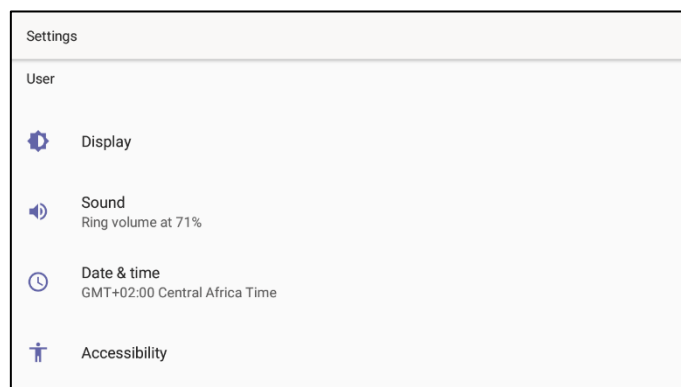 Settings
User
Display
Sound
Ring volume at 71%
Date & time
GMT+02:00 Central Africa Time
Accessibility